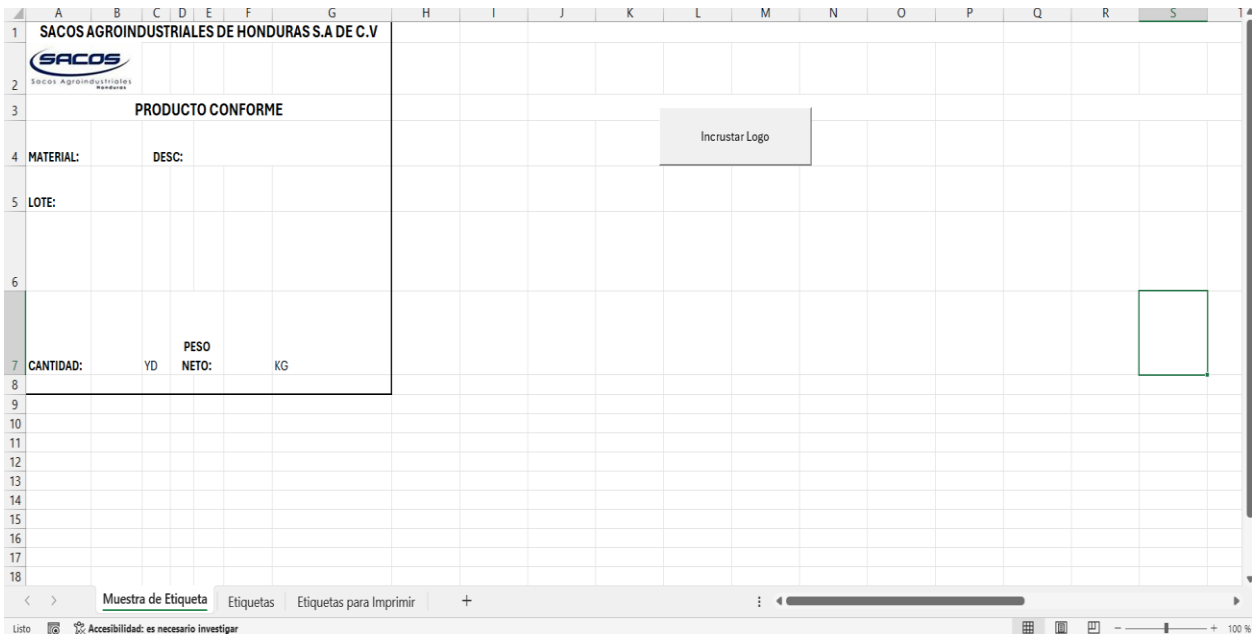 A B C D E F G H I J K L M N O P Q R S T
1 SACOS AGROINDUSTRIALES DE HONDURAS S.A DE C.V
SACOS
Sacos Agroindustriales
Honduras
2
3 PRODUCTO CONFORME
Incrustar Logo
4 MATERIAL: DESC:
5 LOTE:
6
PESO
7 CANTIDAD: YD NETO: KG
8
9
10
11
12
13
14
15
16
17
18
Muestra de Etiqueta Etiquetas Etiquetas para Imprimir +
Listo Accesibilidad: es necesario investigar - + 100 %